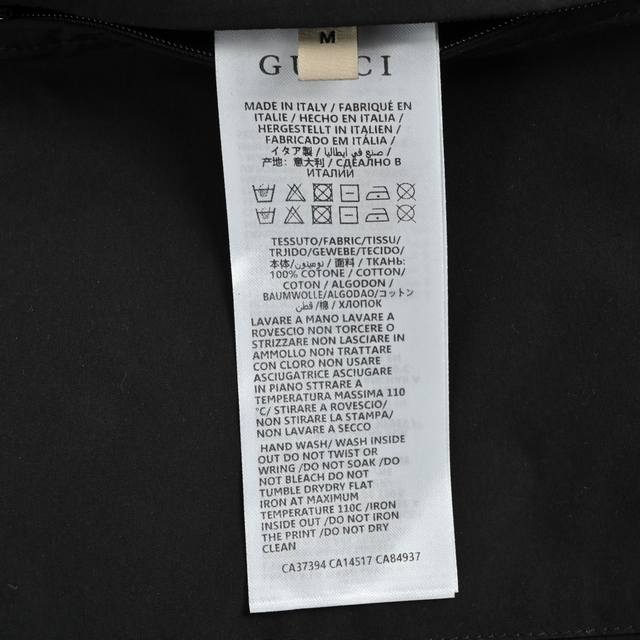 M
GUCCI
MADE IN ITALY / FABRIQUÉ EN
ITALIE / HECHO EN ITALIA /
HERGESTELLT IN ITALIEN /
FABRICADO EM ITÁLIA /
イタア製 / صنع في ايطاليا /
产地：意大利 / СДЕАЛНО В
ИТАЛИИ
TESSUTO/FABRIC/TISSU/
TRJIDO/GEWEBE/TECIDO/
本体/نومينون/ 面料 / ТКАНЬ:
100% COTONE / COTTON/
COTON / ALGODON /
BAUMWOLLE/ALGODAO/コットン
قطن /棉 / ХЛОПОК
LAVARE A MANO LAVARE A
ROVESCIO NON TORCERE O
STRIZZARE NON LASCIARE IN
AMMOLLO NON TRATTARE
CON CLORO NON USARE
ASCIUGATRICE ASCIUGARE
IN PIANO STTRARE A
TEMPERATURA MASSIMA 110
°C/ STIRARE A ROVESCIO/
NON STIRARE LA STAMPA/
NON LAVARE A SECCO
HAND WASH/ WASH INSIDE
OUT DO NOT TWIST OR
WRING /DO NOT SOAK /DO
NOT BLEACH DO NOT
TUMBLE DRYDRY FLAT
IRON AT MAXIMUM
TEMPERATURE 110C /IRON
INSIDE OUT /DO NOT IRON
THE PRINT /DO NOT DRY
CLEAN
CA37394 CA14517 CA84937